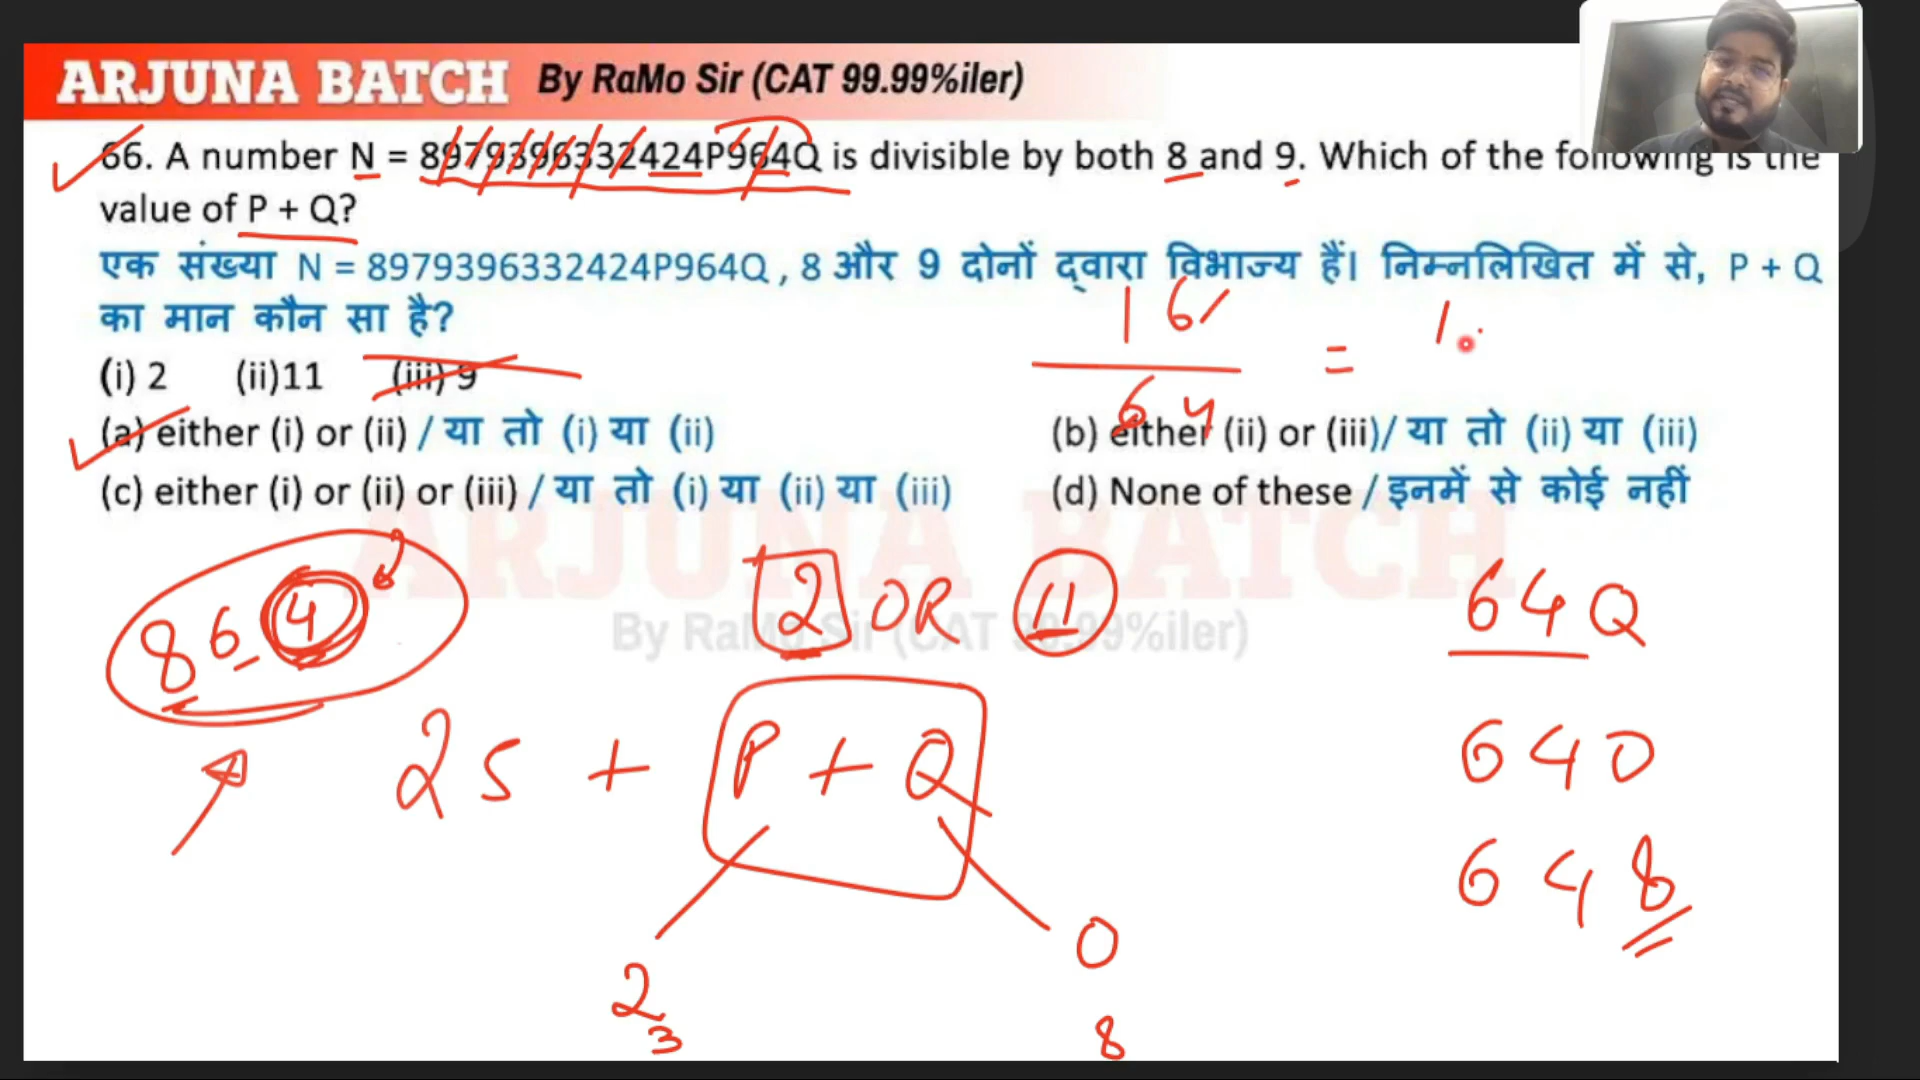 ARJUNA BATCH By RaMo Sir (CAT 99.99%iler)
66. A number N = 8979396332424P964Q is divisible by both 8 and 9. Which of the following is the
value of P + Q?
एक संख्या N = 8979396332424P964Q , 8 और 9 दोनों द्वारा विभाज्य हैं। निम्नलिखित में से, P + Q
का मान कौन सा है?
16
64
=
1
(i) 2 (ii)11 (iii) 9
(a) either (i) or (ii) / या तो (i) या (ii) (b) either (ii) or (iii)/ या तो (ii) या (iii)
(c) either (i) or (ii) or (iii) / या तो (i) या (ii) या (iii) (d) None of these / इनमें से कोई नहीं
ARJUNA BATCH
By RaMo Sir (CAT 99.99%iler)
864 2 OR 11 64Q
25 + P + Q 640
648
2 0
3 8